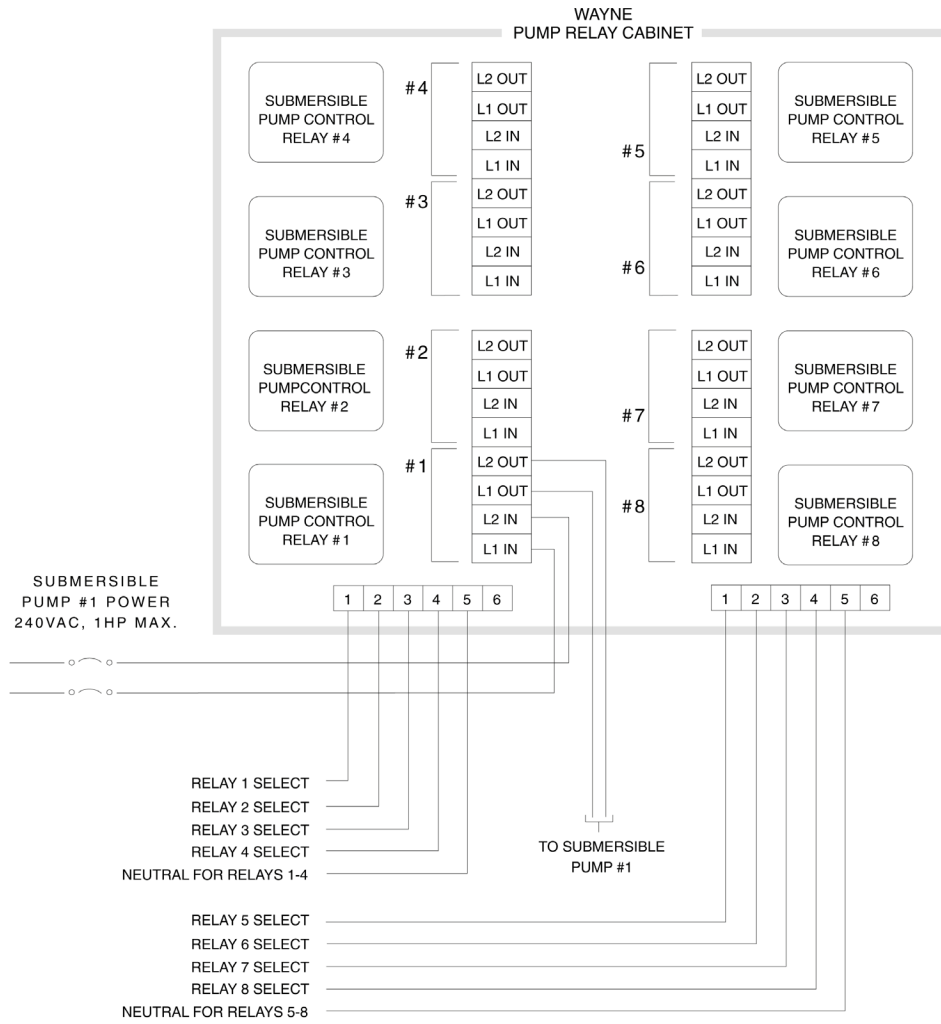 WAYNE
PUMP RELAY CABINET
SUBMERSIBLE
PUMP CONTROL
RELAY #4
#4
L2 OUT
L1 OUT
L2 IN
L1 IN
#5
L2 OUT
L1 OUT
L2 IN
L1 IN
SUBMERSIBLE
PUMP CONTROL
RELAY #5
SUBMERSIBLE
PUMP CONTROL
RELAY #3
#3
L2 OUT
L1 OUT
L2 IN
L1 IN
#6
L2 OUT
L1 OUT
L2 IN
L1 IN
SUBMERSIBLE
PUMP CONTROL
RELAY #6
SUBMERSIBLE
PUMPCONTROL
RELAY #2
#2
L2 OUT
L1 OUT
L2 IN
L1 IN
#7
L2 OUT
L1 OUT
L2 IN
L1 IN
SUBMERSIBLE
PUMP CONTROL
RELAY #7
SUBMERSIBLE
PUMP CONTROL
RELAY #1
#1
L2 OUT
L1 OUT
L2 IN
L1 IN
#8
L2 OUT
L1 OUT
L2 IN
L1 IN
SUBMERSIBLE
PUMP CONTROL
RELAY #8
SUBMERSIBLE
PUMP #1 POWER
240VAC, 1HP MAX.
1 2 3 4 5 6
1 2 3 4 5 6
RELAY 1 SELECT
RELAY 2 SELECT
RELAY 3 SELECT
RELAY 4 SELECT
NEUTRAL FOR RELAYS 1-4
TO SUBMERSIBLE
PUMP #1
RELAY 5 SELECT
RELAY 6 SELECT
RELAY 7 SELECT
RELAY 8 SELECT
NEUTRAL FOR RELAYS 5-8